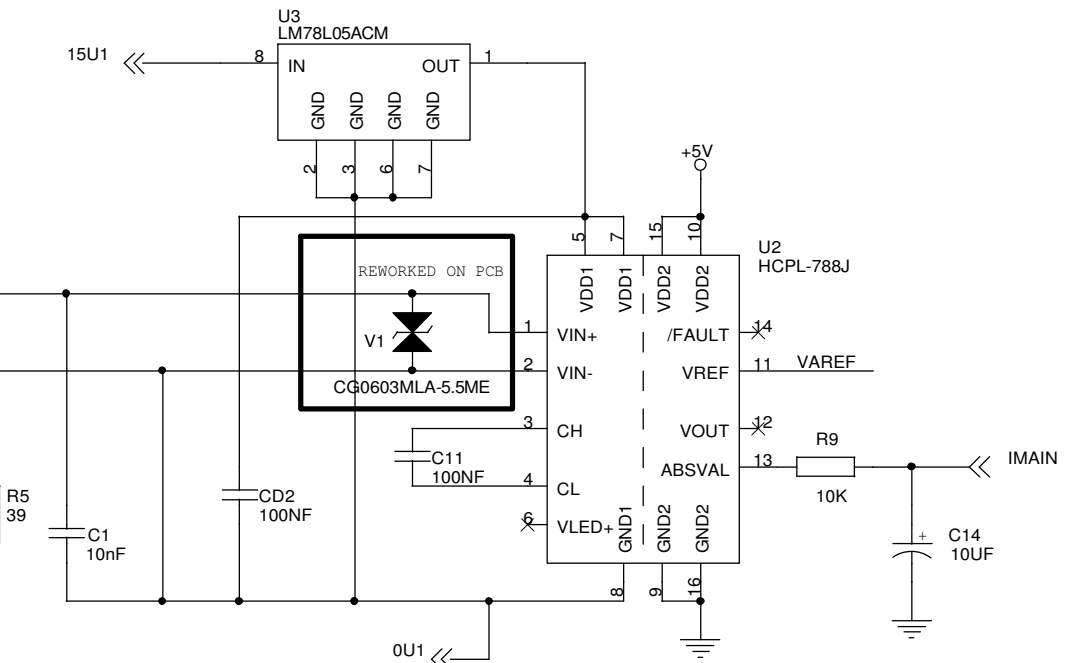 U3
LM78L05ACM
15U1
8
IN
OUT
1
GND
GND
GND
GND
2
3
6
7
+5V
5
7
15
10
U2
HCPL-788J
REWORKED ON PCB
VDD1
VDD1
VDD2
VDD2
V1
1
VIN+
/FAULT
14
2
VIN-
VREF
11
VAREF
CG0603MLA-5.5ME
3
CH
VOUT
12
C11
100NF
R9
4
CL
ABSVAL
13
IMAIN
10K
R5
39
CD2
100NF
6
VLED+
GND1
GND2
GND2
C1
10nF
+
C14
10UF
8
9
16
0U1